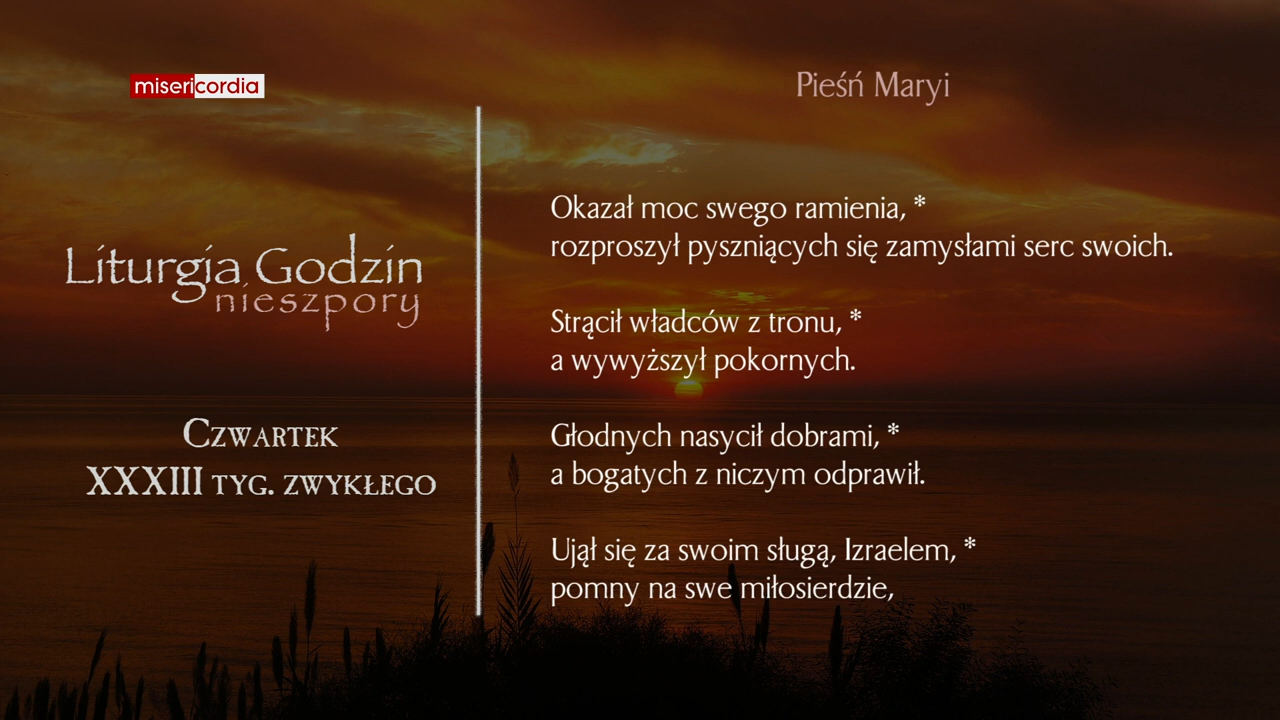 misericordia
Liturgia Godzin
nieszpory
Czwartek
XXXIII tyg. zwykłego
Pieśń Maryi
Okazał moc swego ramienia, *
rozproszył pyszniących się zamysłami serc swoich.
Strącił władców z tronu, *
a wywyższył pokornych.
Głodnych nasycił dobrami, *
a bogatych z niczym odprawił.
Ujął się za swoim sługą, Izraelem, *
pomny na swe miłosierdzie,